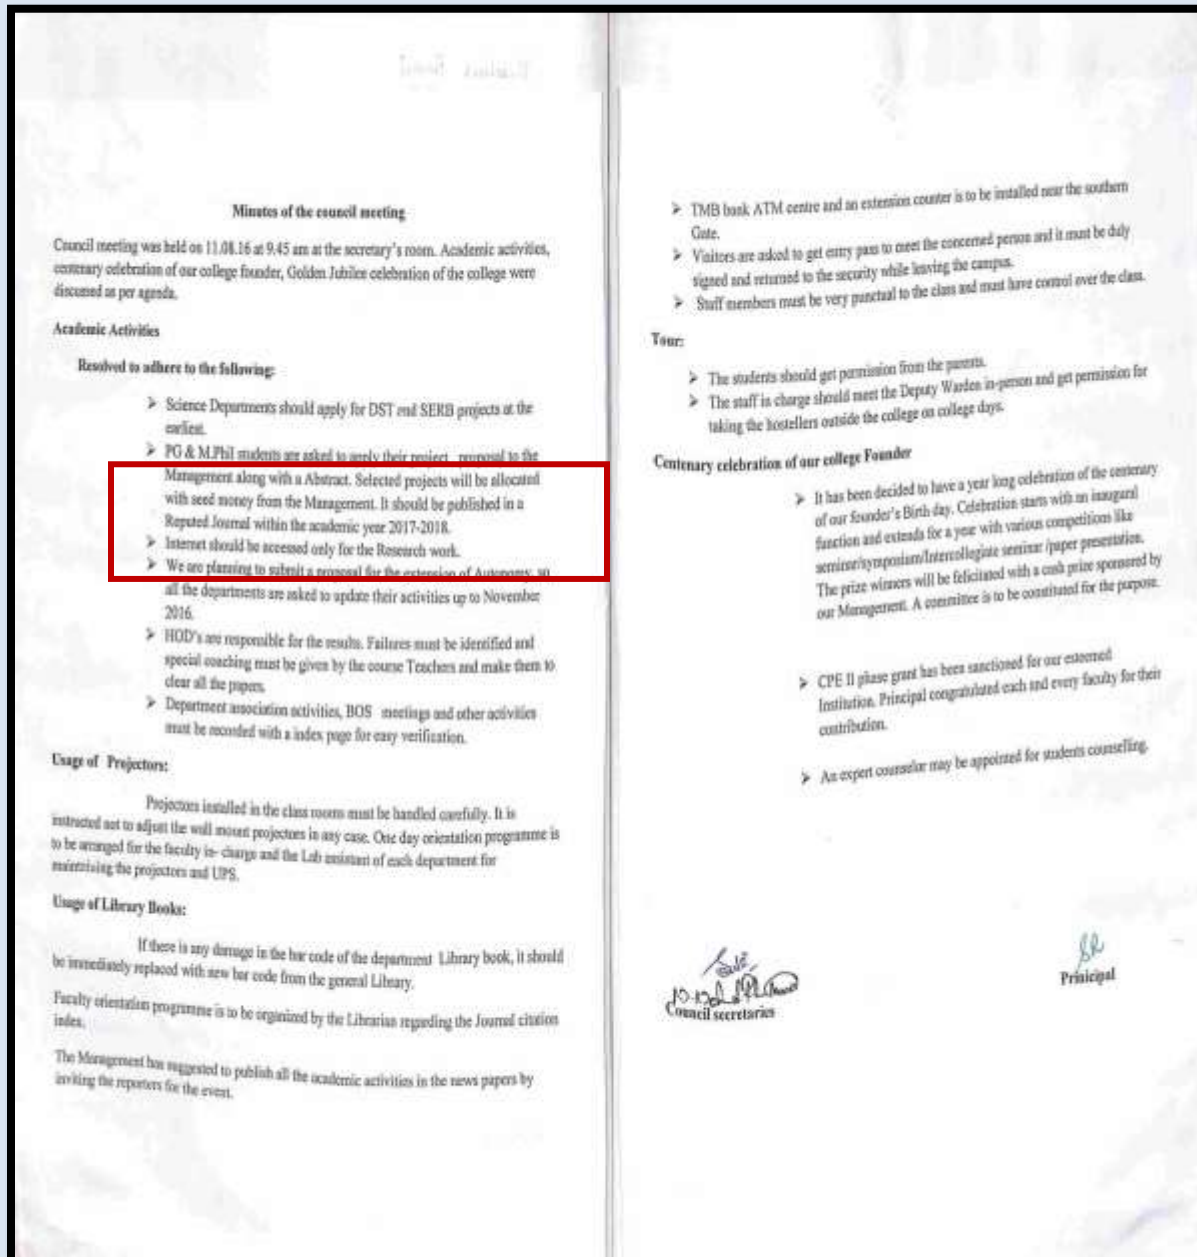 Minutes of the council meeting
Council meeting was held on 11.08.16 at 9.45 am at the secretary's room. Academic activities,
centenary celebration of our college founder, Golden Jubilee celebration of the college were
discussed as per agenda.
Academic Activities
Resolved to adhere to the following:
➤ Science Departments should apply for DST and SERB projects at the
earliest.
➤ PG & M.Phil students are asked to apply their project proposal to the
Management along with a Abstract. Selected projects will be allocated
with seed money from the Management. It should be published in a
Reputed Journal within the academic year 2017-2018.
➤ Internet should be accessed only for the Research work.
➤ We are planning to submit a proposal for the extension of Autonomy, so
all the departments are asked to update their activities up to November
2016.
➤ HOD's are responsible for the results. Failures must be identified and
special coaching must be given by the course Teachers and make them to
clear all the papers.
➤ Department association activities, BOS meetings and other activities
must be recorded with a index page for easy verification.
Usage of Projectors:
Projectors installed in the class rooms must be handled carefully. It is
instructed not to adjust the wall mount projectors in any case. One day orientation programme is
to be arranged for the faculty in- charge and the Lab assistant of each department for
maintaining the projectors and UPS.
Usage of Library Books:
If there is any damage in the bar code of the department Library book, it should
be immediately replaced with new bar code from the general Library.
Faculty orientation programme is to be organized by the Librarian regarding the Journal citation
index.
The Management has suggested to publish all the academic activities in the news papers by
inviting the reporters for the event.
➤ TMB bank ATM centre and an extension counter is to be installed near the southern
Gate.
➤ Visitors are asked to get entry pass to meet the concerned person and it must be duly
signed and returned to the security while leaving the campus.
➤ Staff members must be very punctual to the class and must have control over the class.
Tour:
➤ The students should get permission from the parents.
➤ The staff in charge should meet the Deputy Warden in-person and get permission for
taking the hostellers outside the college on college days.
Centenary celebration of our college Founder
➤ It has been decided to have a year long celebration of the centenary
of our founder's Birth day. Celebration starts with an inaugural
function and extends for a year with various competitions like
seminar/symposium/Intercollegiate seminar /paper presentation.
The prize winners will be felicitated with a cash prize sponsored by
our Management. A committee is to be constituted for the purpose.
➤ CPE II phase grant has been sanctioned for our esteemed
Institution. Principal congratulated each and every faculty for their
contribution.
➤ An expert counselor may be appointed for students counselling.
Council secretaries
Prinicipal